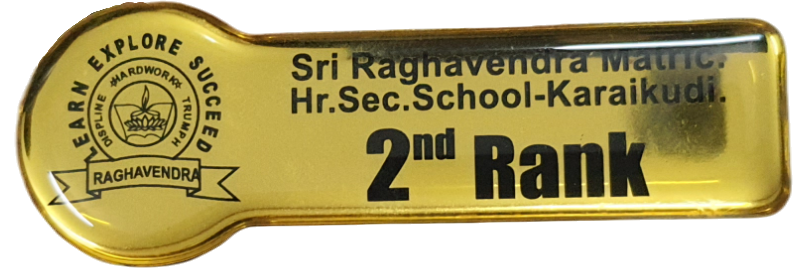 LEARN EXPLORE SUCCEED
DISPLINE *HARDWORK* TRUMPH
RAGHAVENDRA
Sri Raghavendra Matric.
Hr.Sec.School-Karaikudi.
2nd Rank